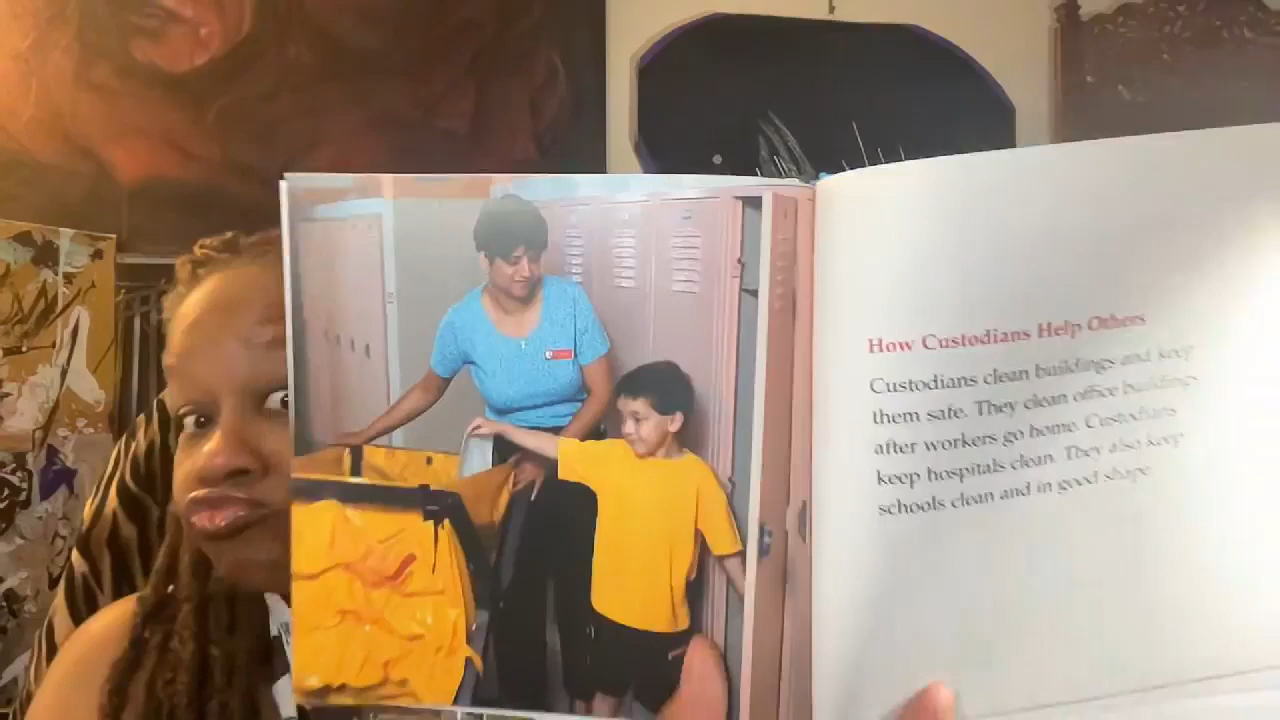 How Custodians Help Others
Custodians clean buildings and keep
them safe. They clean office buildings
after workers go home. Custodians
keep hospitals clean. They also keep
schools clean and in good shape.